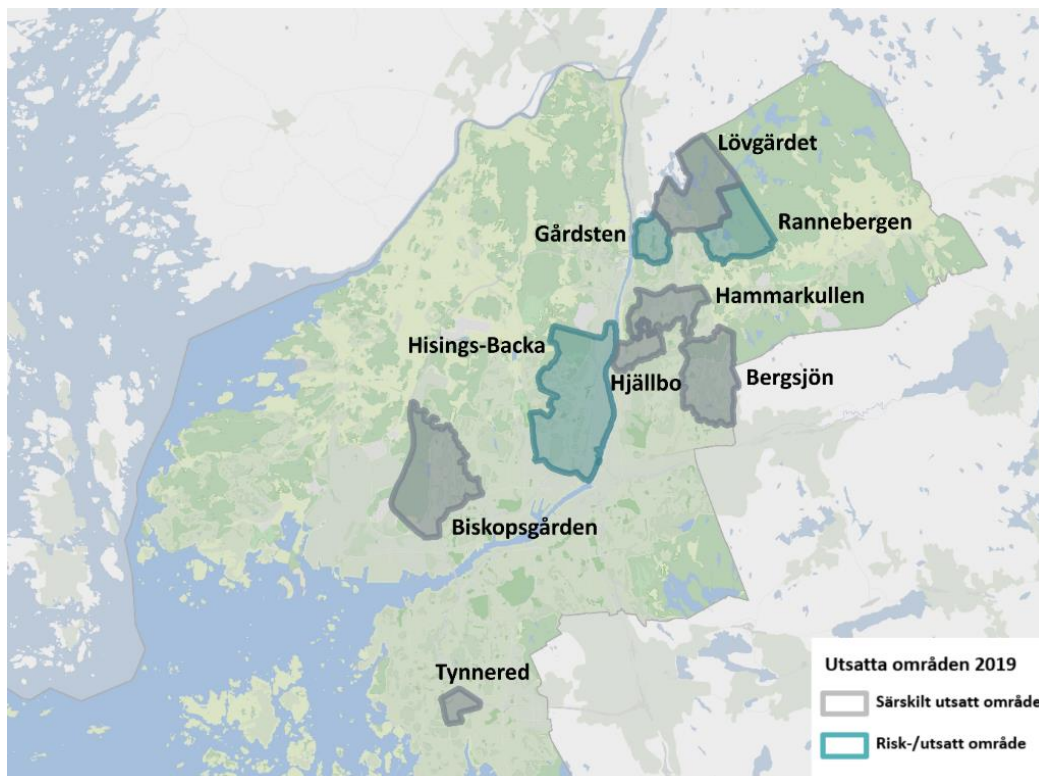 Lövgärdet
Gårdsten
Rannebergen
Hammarkullen
Hisings-Backa
Hjällbo
Bergsjön
Biskopsgården
Tynnered
Utsatta områden 2019
Särskilt utsatt område
Risk-/utsatt område